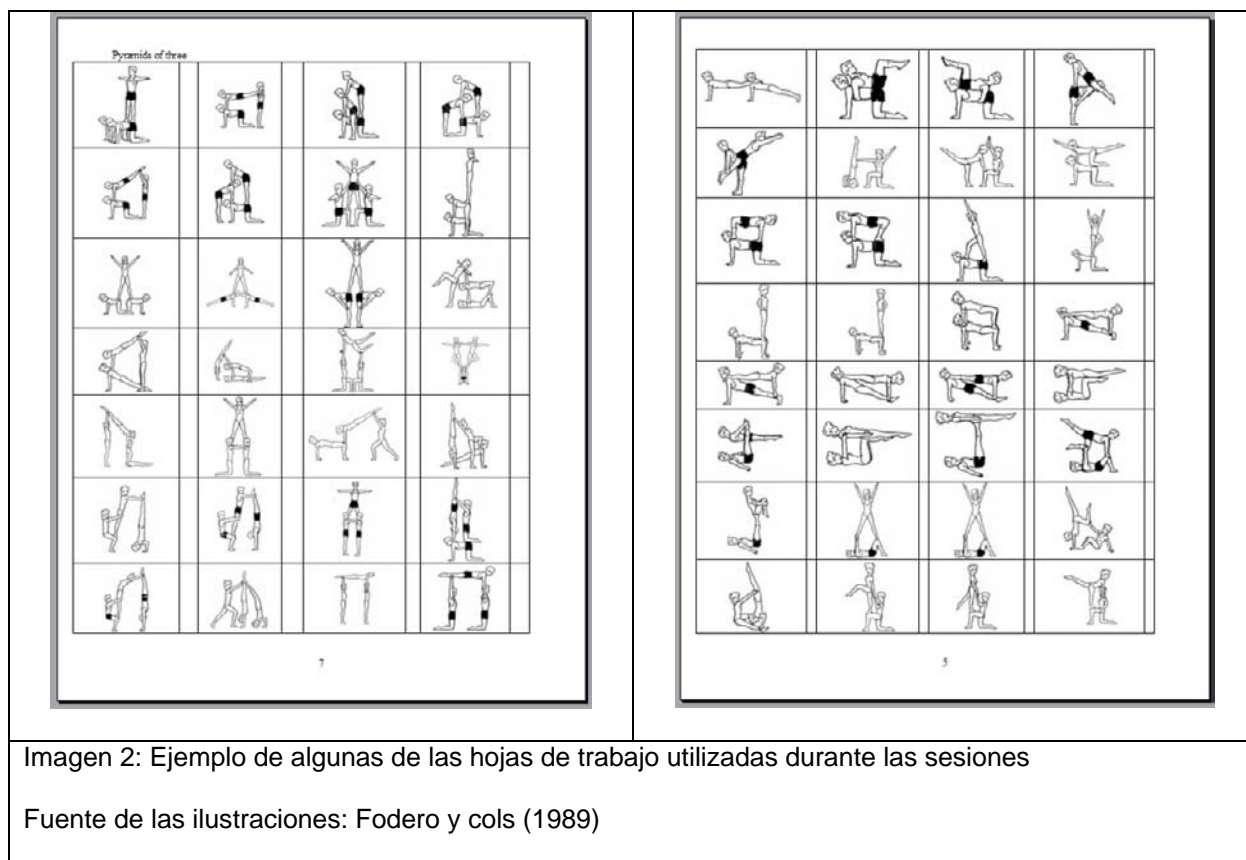 Pyramids of three
7
5
Imagen 2: Ejemplo de algunas de las hojas de trabajo utilizadas durante las sesiones
Fuente de las ilustraciones: Fodero y cols (1989)